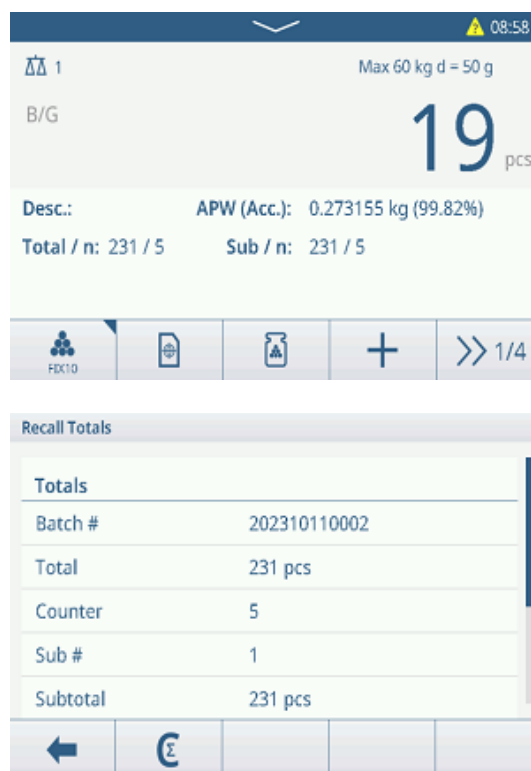 08:58
1 Max 60 kg d = 50 g
B/G
19 pcs
Desc.: APW (Acc.): 0.273155 kg (99.82%)
Total / n: 231 / 5 Sub / n: 231 / 5
FIX10
1/4
Recall Totals
Totals
Batch # 202310110002
Total 231 pcs
Counter 5
Sub # 1
Subtotal 231 pcs
Σ